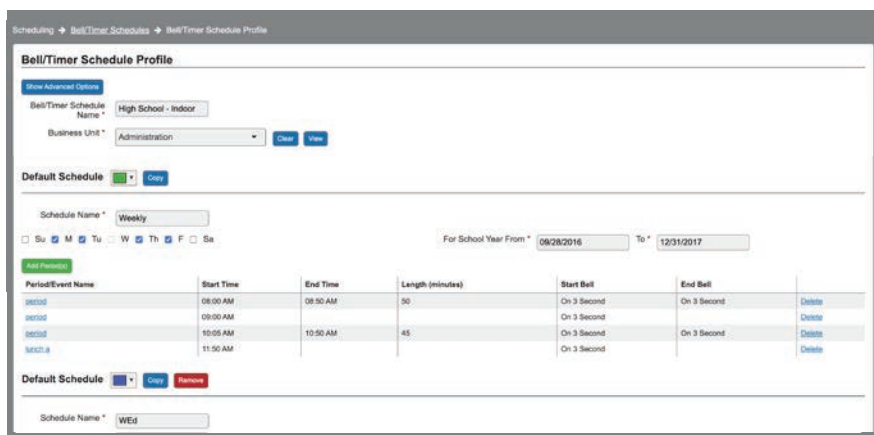 Scheduling → Bell/Timer Schedules → Bell/Timer Schedule Profile
Bell/Timer Schedule Profile
Show Advanced Options
Bell/Timer Schedule Name * High School - Indoor
Business Unit * Administration Clear View
Default Schedule Copy
Schedule Name * Weekly
Su M Tu W Th F Sa For School Year From * 09/28/2016 To * 12/31/2017
Add Period(s)
Period/Event Name Start Time End Time Length (minutes) Start Bell End Bell
period 08:00 AM 08:50 AM 50 On 3 Second On 3 Second Delete
period 09:00 AM On 3 Second Delete
period 10:05 AM 10:50 AM 45 On 3 Second On 3 Second Delete
lunch a 11:50 AM On 3 Second Delete
Default Schedule Copy Remove
Schedule Name * WEd